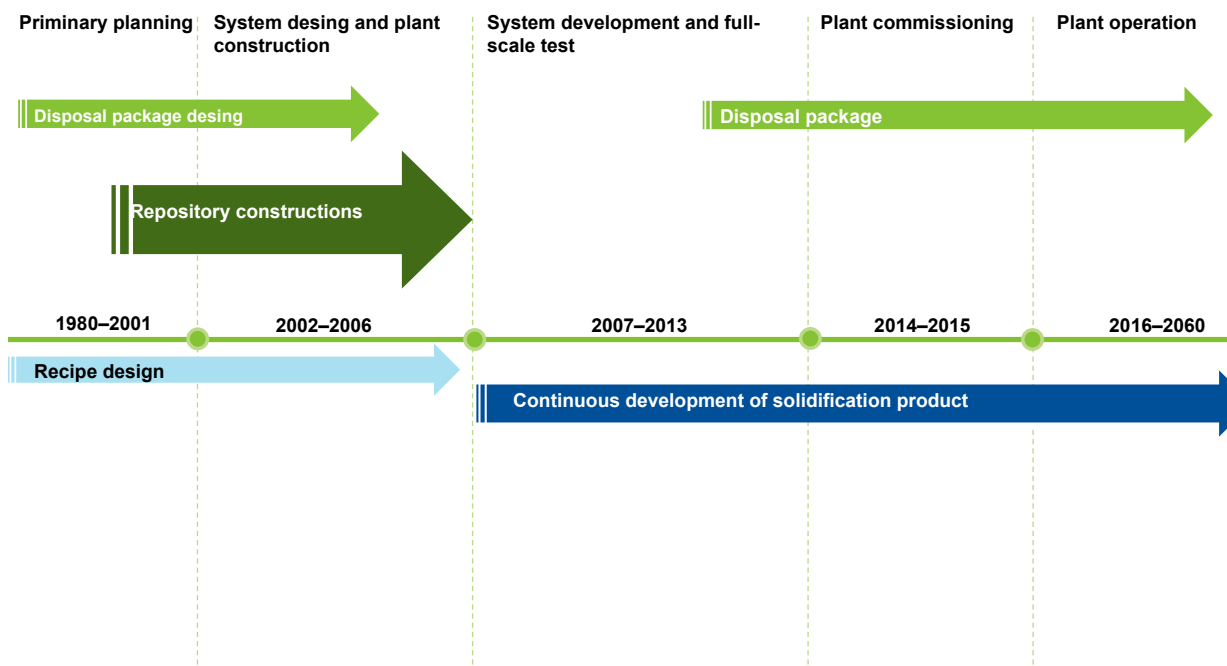 Priminary planning
System desing and plant
construction
System development and full-
scale test
Plant commissioning
Plant operation
Disposal package desing
Disposal package
Repository constructions
1980–2001
2002–2006
2007–2013
2014–2015
2016–2060
Recipe design
Continuous development of solidification product